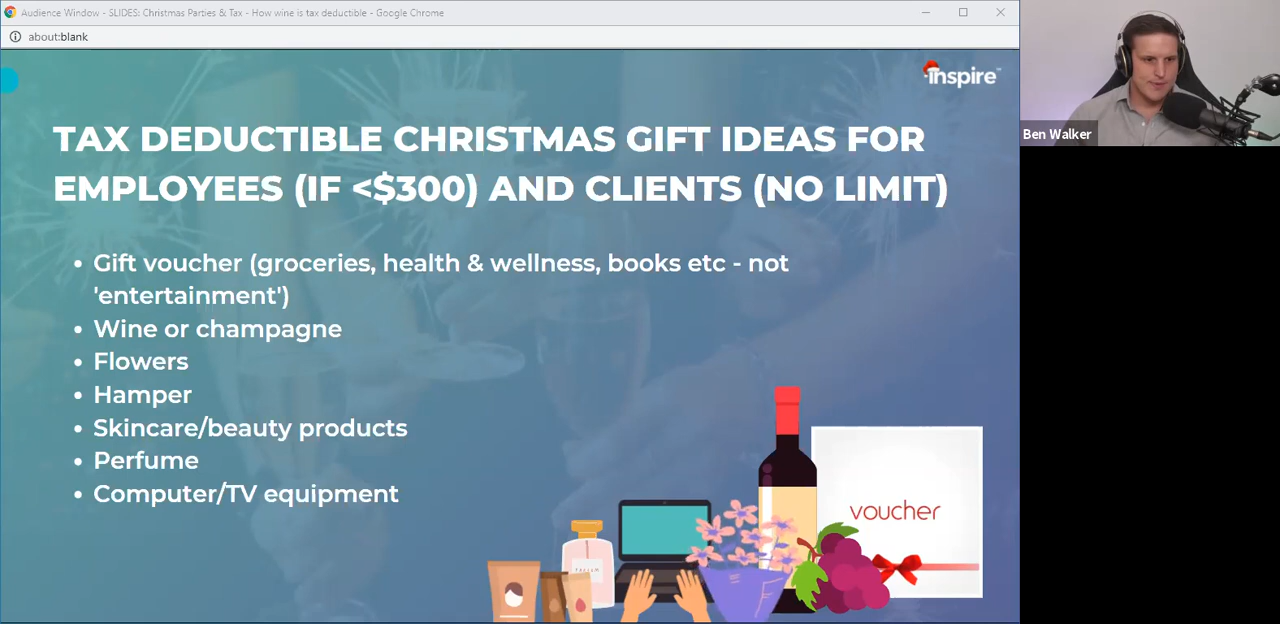 Audience Window - SLIDES: Christmas Parties & Tax - How wine is tax deductible - Google Chrome
about:blank
inspire
TAX DEDUCTIBLE CHRISTMAS GIFT IDEAS FOR
EMPLOYEES (IF <$300) AND CLIENTS (NO LIMIT)
• Gift voucher (groceries, health & wellness, books etc - not
'entertainment')
• Wine or champagne
• Flowers
• Hamper
• Skincare/beauty products
• Perfume
• Computer/TV equipment
voucher
Ben Walker